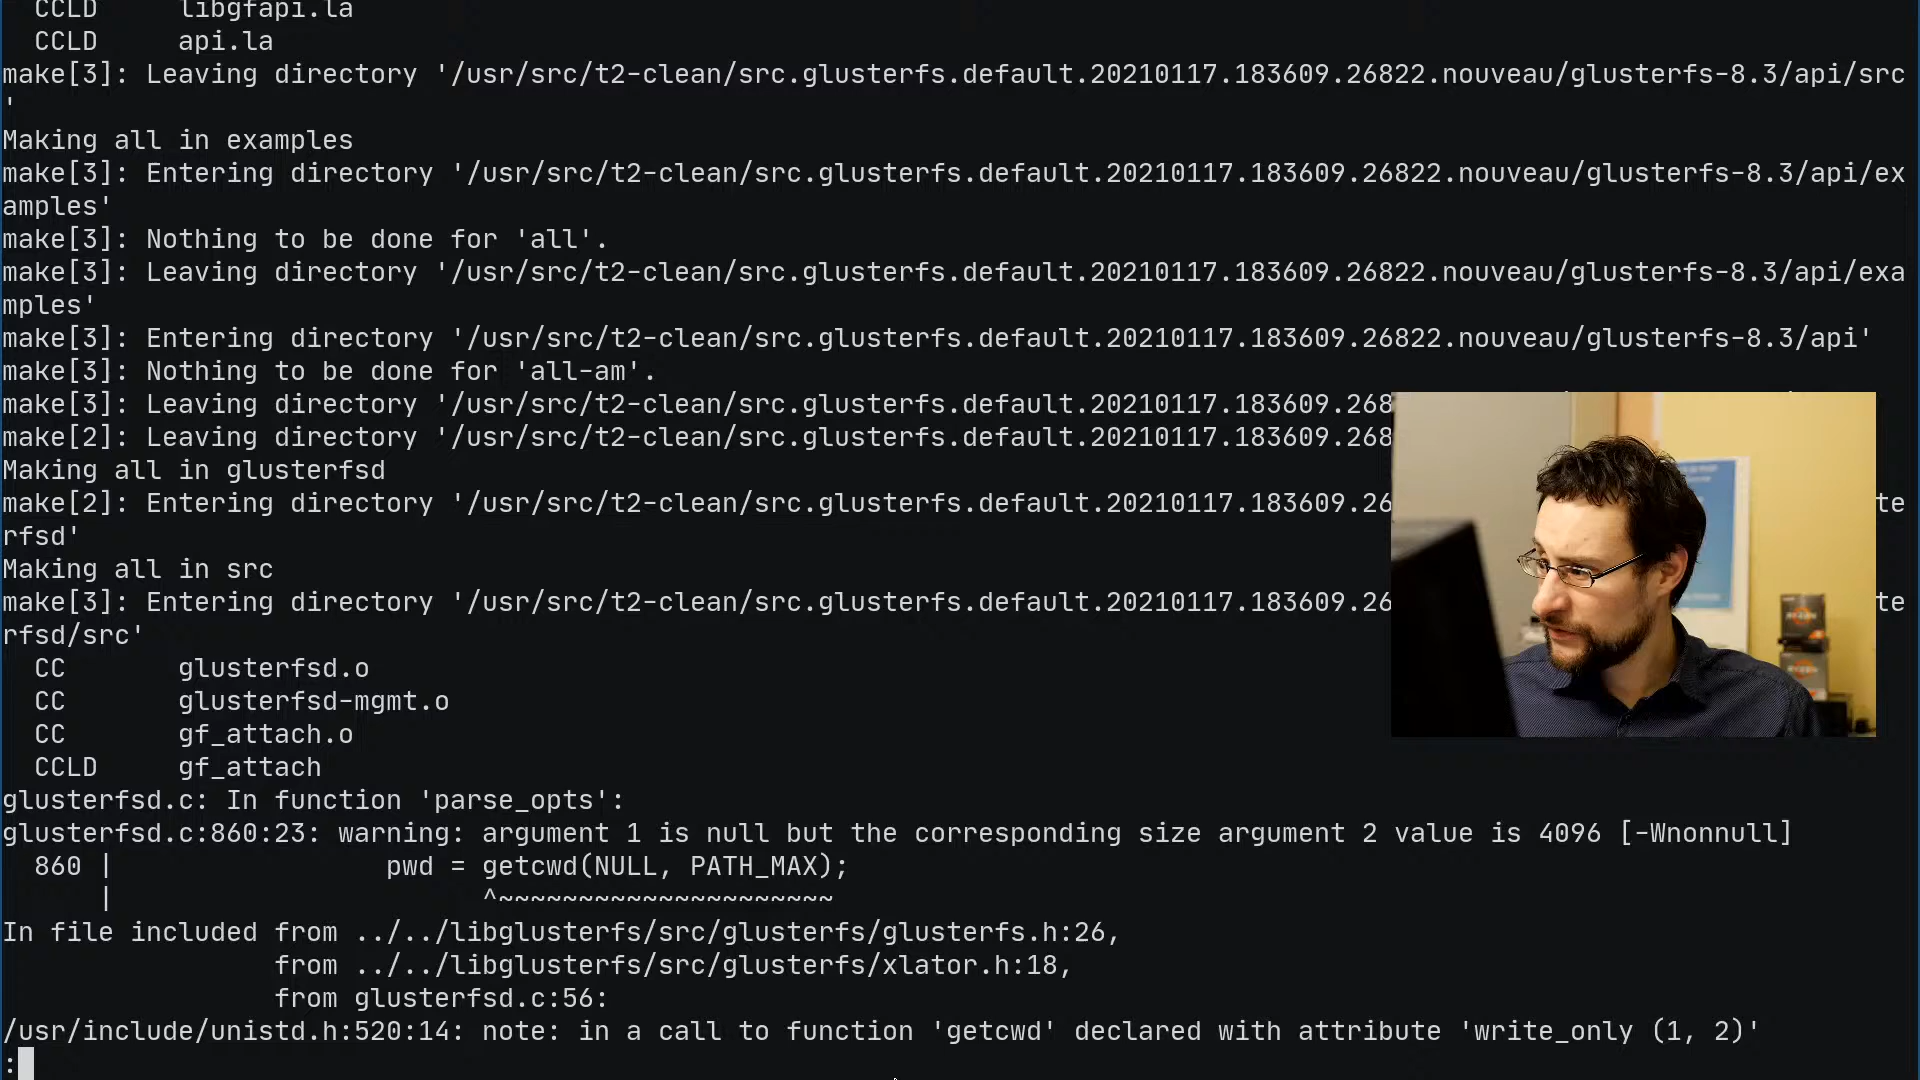 CCLD     libgfapi.la
CCLD     api.la
make[3]: Leaving directory '/usr/src/t2-clean/src.glusterfs.default.20210117.183609.26822.nouveau/glusterfs-8.3/api/src
'
Making all in examples
make[3]: Entering directory '/usr/src/t2-clean/src.glusterfs.default.20210117.183609.26822.nouveau/glusterfs-8.3/api/ex
amples'
make[3]: Nothing to be done for 'all'.
make[3]: Leaving directory '/usr/src/t2-clean/src.glusterfs.default.20210117.183609.26822.nouveau/glusterfs-8.3/api/exa
mples'
make[3]: Entering directory '/usr/src/t2-clean/src.glusterfs.default.20210117.183609.26822.nouveau/glusterfs-8.3/api'
make[3]: Nothing to be done for 'all-am'.
make[3]: Leaving directory '/usr/src/t2-clean/src.glusterfs.default.20210117.183609.268
make[2]: Leaving directory '/usr/src/t2-clean/src.glusterfs.default.20210117.183609.268
Making all in glusterfsd
make[2]: Entering directory '/usr/src/t2-clean/src.glusterfs.default.20210117.183609.26 te
rfsd'
Making all in src
make[3]: Entering directory '/usr/src/t2-clean/src.glusterfs.default.20210117.183609.26 te
rfsd/src'
CC       glusterfsd.o
CC       glusterfsd-mgmt.o
CC       gf_attach.o
CCLD     gf_attach
glusterfsd.c: In function 'parse_opts':
glusterfsd.c:860:23: warning: argument 1 is null but the corresponding size argument 2 value is 4096 [-Wnonnull]
860 |                 pwd = getcwd(NULL, PATH_MAX);
|                       ^~~~~~~~~~~~~~~~~~~~~~
In file included from ../../libglusterfs/src/glusterfs/glusterfs.h:26,
from ../../libglusterfs/src/glusterfs/xlator.h:18,
from glusterfsd.c:56:
/usr/include/unistd.h:520:14: note: in a call to function 'getcwd' declared with attribute 'write_only (1, 2)'
: